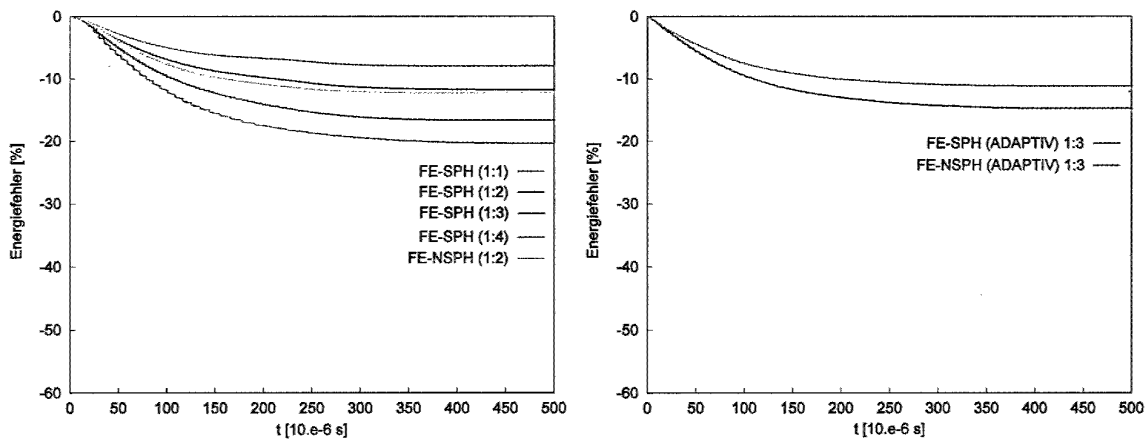 0
-10
-20
-30
-40
-50
-60
Energiefehler [%]
FE-SPH (1:1)
FE-SPH (1:2)
FE-SPH (1:3)
FE-SPH (1:4)
FE-NSPH (1:2)
0 50 100 150 200 250 300 350 400 450 500
t [10.e-6 s]
0
-10
-20
-30
-40
-50
-60
Energiefehler [%]
FE-SPH (ADAPTIV) 1:3
FE-NSPH (ADAPTIV) 1:3
0 50 100 150 200 250 300 350 400 450 500
t [10.e-6 s]